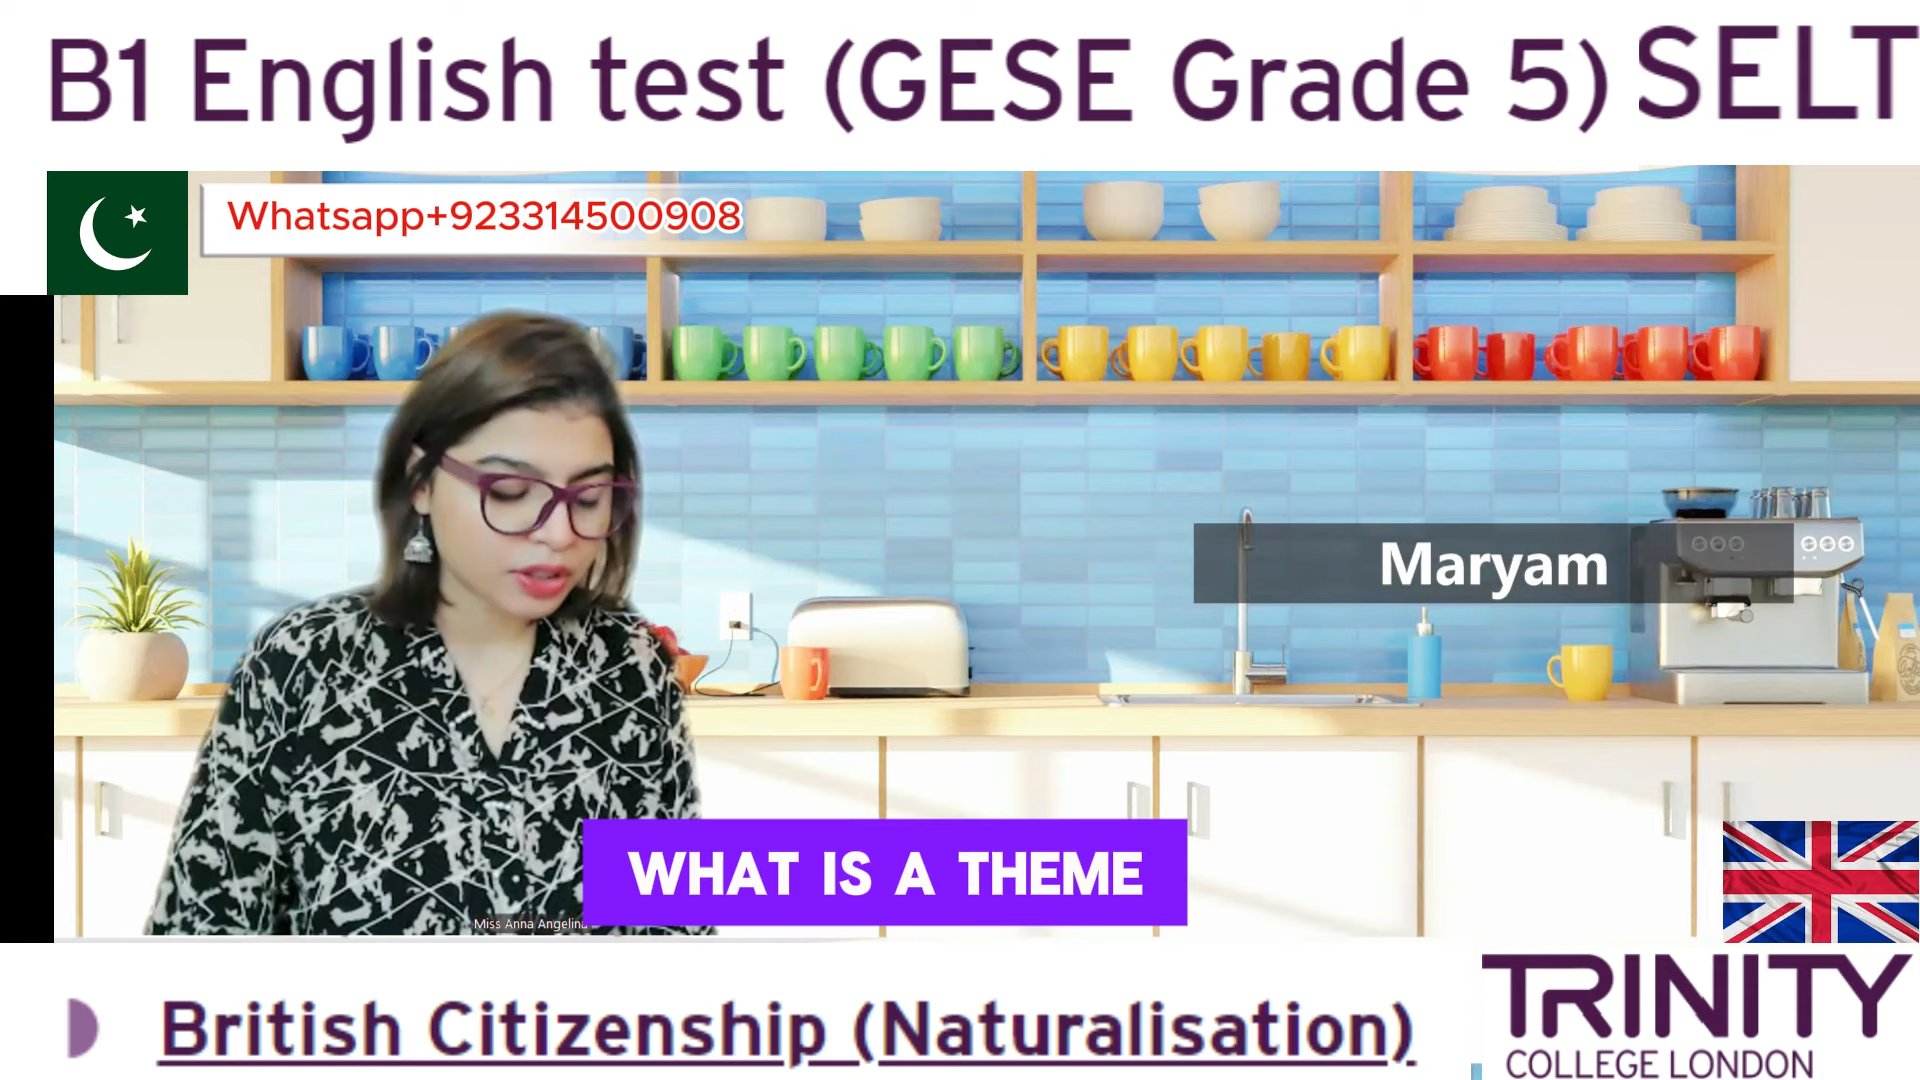 B1 English test (GESE Grade 5) SELT
Whatsapp+923314500908
Maryam
WHAT IS A THEME
Miss Anna Angelina
British Citizenship (Naturalisation)
TRINITY
COLLEGE LONDON